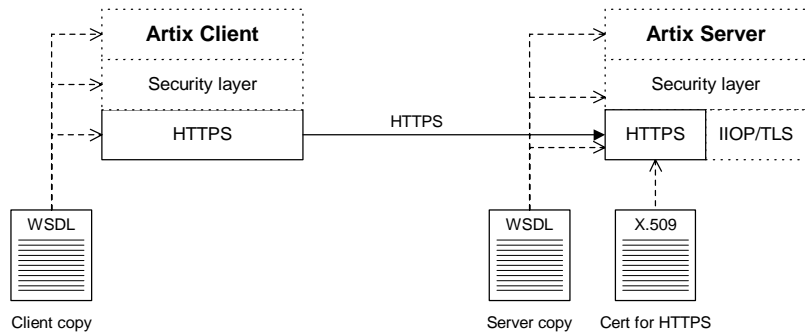 Artix Client
Artix Server
Security layer
Security layer
HTTPS
HTTPS
HTTPS
IIOP/TLS
WSDL
WSDL
X.509
Client copy
Server copy
Cert for HTTPS